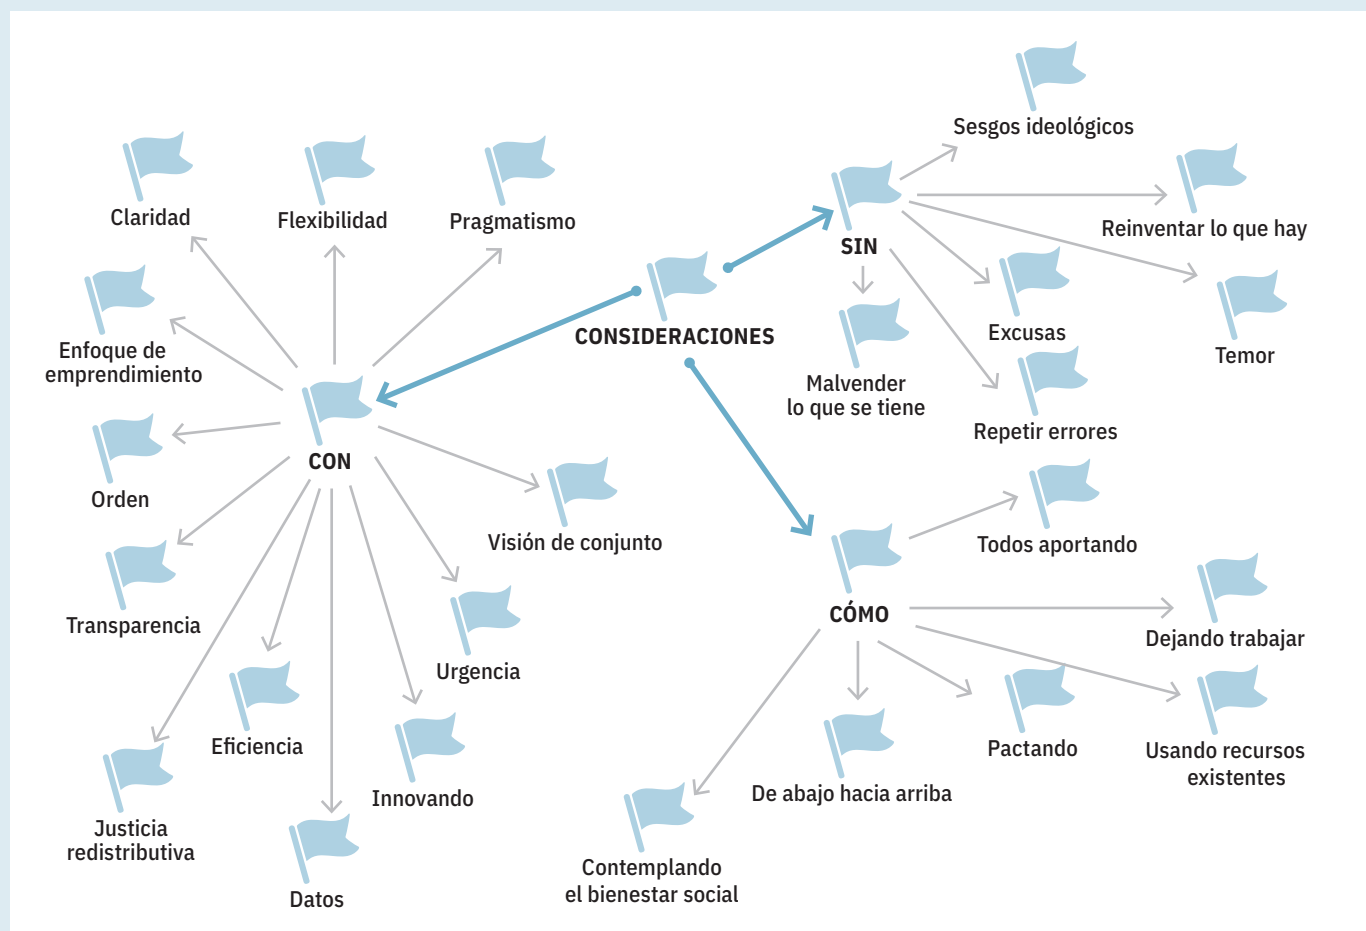 Sesgos ideológicos
Claridad
Flexibilidad
Pragmatismo
Reinventar lo que hay
SIN
CONSIDERACIONES
Excusas
Temor
Enfoque de
emprendimiento
Malvender
lo que se tiene
Repetir errores
CON
Orden
Visión de conjunto
Todos aportando
Transparencia
CÓMO
Dejando trabajar
Urgencia
Eficiencia
Pactando
Usando recursos
existentes
Innovando
De abajo hacia arriba
Justicia
redistributiva
Contemplando
el bienestar social
Datos